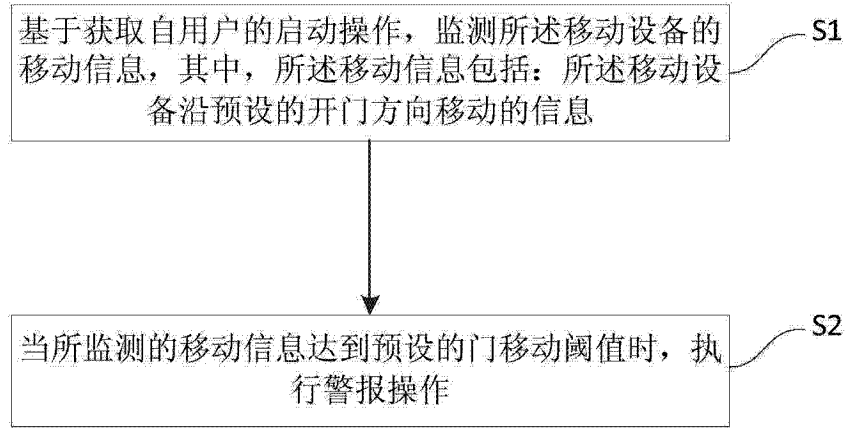 基于获取自用户的启动操作，监测所述移动设备的
移动信息，其中，所述移动信息包括：所述移动设
备沿预设的开门方向移动的信息
S1
当所监测的移动信息达到预设的门移动阈值时，执
行警报操作
S2